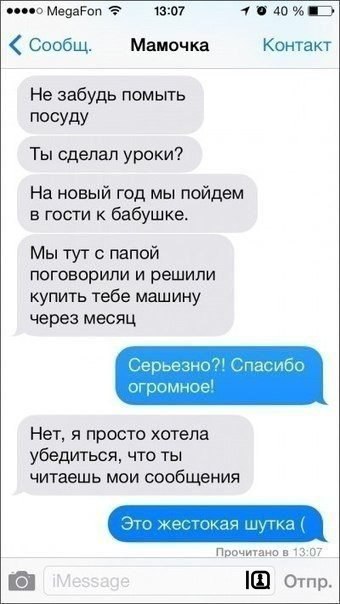 MegaFon 13:07 40 %
Сообщ. Мамочка Контакт
Не забудь помыть
посуду
Ты сделал уроки?
На новый год мы пойдем
в гости к бабушке.
Мы тут с папой
поговорили и решили
купить тебе машину
через месяц
Серьезно?! Спасибо
огромное!
Нет, я просто хотела
убедиться, что ты
читаешь мои сообщения
Это жестокая шутка (
Прочитано в 13:07
iMessage Отпр.